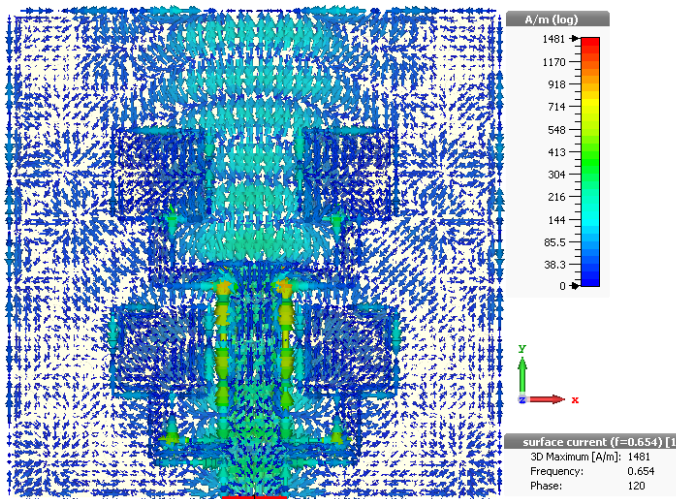 A/m (log)
1481
1170
918
714
548
413
304
216
144
85.5
38.3
0
y
z
x
surface current (f=0.654) [1
3D Maximum [A/m]: 1481
Frequency: 0.654
Phase: 120